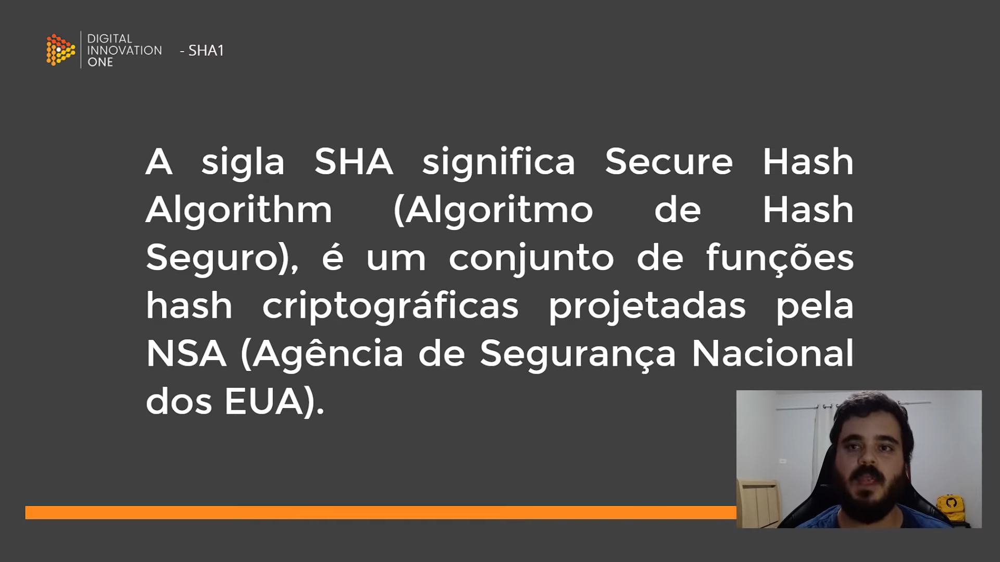 DIGITAL
INNOVATION
ONE
- SHA1
A sigla SHA significa Secure Hash
Algorithm (Algoritmo de Hash
Seguro), é um conjunto de funções
hash criptográficas projetadas pela
NSA (Agência de Segurança Nacional
dos EUA).